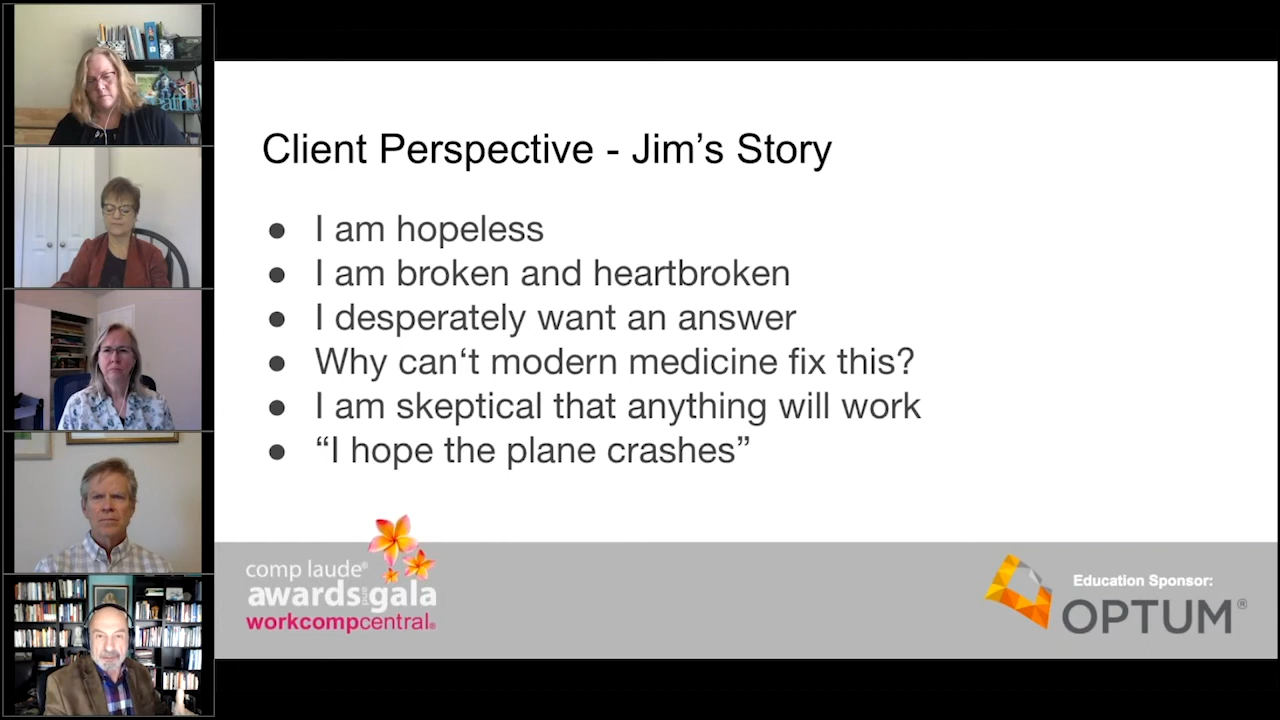 Client Perspective - Jim’s Story
● I am hopeless
● I am broken and heartbroken
● I desperately want an answer
● Why can‘t modern medicine fix this?
● I am skeptical that anything will work
● “I hope the plane crashes”
comp laude®
awards and gala
workcompcentral®
Education Sponsor:
OPTUM®